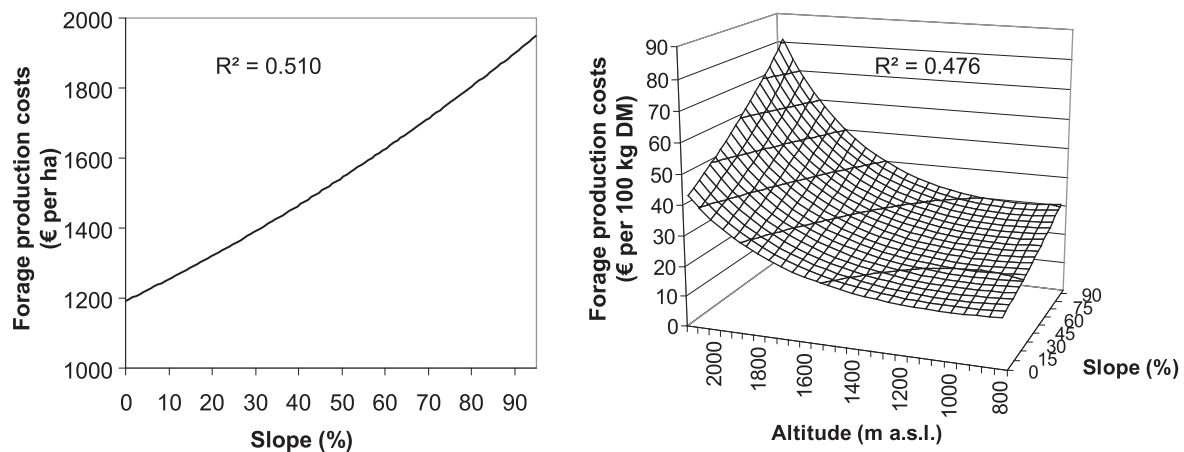 Forage production costs
(€ per ha)
2000
1800
1600
1400
1200
1000
R² = 0.510
0 10 20 30 40 50 60 70 80 90
Slope (%)
Forage production costs
(€ per 100 kg DM)
90
80
70
60
50
40
30
20
10
0
R² = 0.476
2000 1800 1600 1400 1200 1000 800
Altitude (m a.s.l.)
90
75
60
45
30
15
0
Slope (%)